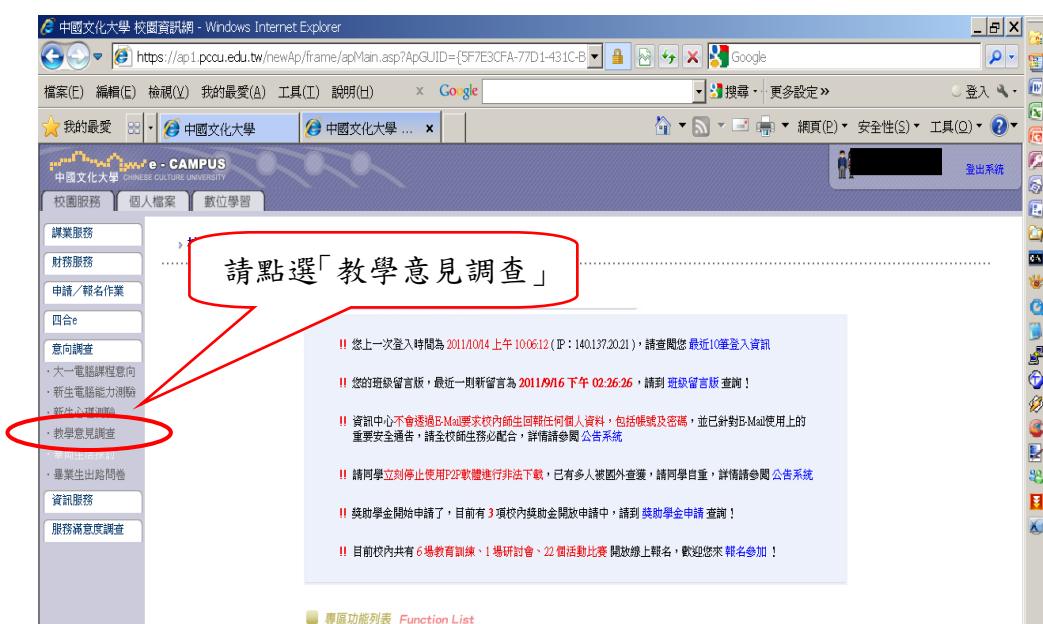 中國文化大學 校園資訊網 - Windows Internet Explorer
https://ap1.pccu.edu.tw/newAp/frame/apMain.asp?ApGUID={5F7E3CFA-77D1-431C-B
Google
檔案(F) 編輯(E) 檢視(V) 我的最愛(A) 工具(T) 說明(H) x Google 搜尋 更多設定 » 登入
我的最愛 中國文化大學 中國文化大學 ... x 網頁(P) 安全性(S) 工具(O)
e - CAMPUS
中國文化大學 CHINESE CULTURE UNIVERSITY
登出系統
校園服務 個人檔案 數位學習
課業服務
財務服務
請點選「教學意見調查」
申請／報名作業
四合e
意向調查
‧大一電腦課程意向
‧新生電腦能力測驗
‧新生心理測驗
‧教學意見調查
‧畢業生出路問卷
資訊服務
服務滿意度調查
!! 您上一次登入時間為 2011/10/14 上午 10:06:12 ( IP：140.137.20.21 )，請查閱您 最近10筆登入資訊
!! 您的班級留言版，最近一則新留言為 2011/9/16 下午 02:26:26，請到 班級留言版 查詢！
!! 資訊中心不會透過E-Mail要求校內師生回報任何個人資料，包括帳號及密碼，並已針對E-Mail使用上的
重要安全通告，請全校師生務必配合，詳情請參閱 公告系統
!! 請同學立刻停止使用P2P軟體進行非法下載，已有多人被國外查獲，請同學自重，詳情請參閱 公告系統
!! 獎助學金開始申請了，目前有 3 項校內獎助金開放申請中，請到 獎助學金申請 查詢！
!! 目前校內共有 6 場教育訓練、1 場研討會、22 個活動比賽 開放線上報名，歡迎您來 報名參加 ！
專區功能列表 Function List